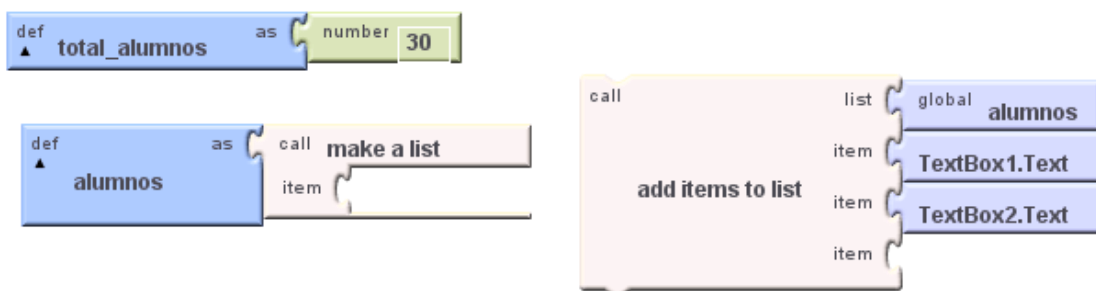 def total_alumnos as number 30
def alumnos as call make a list
item
call add items to list list global alumnos
item TextBox1.Text
item TextBox2.Text
item